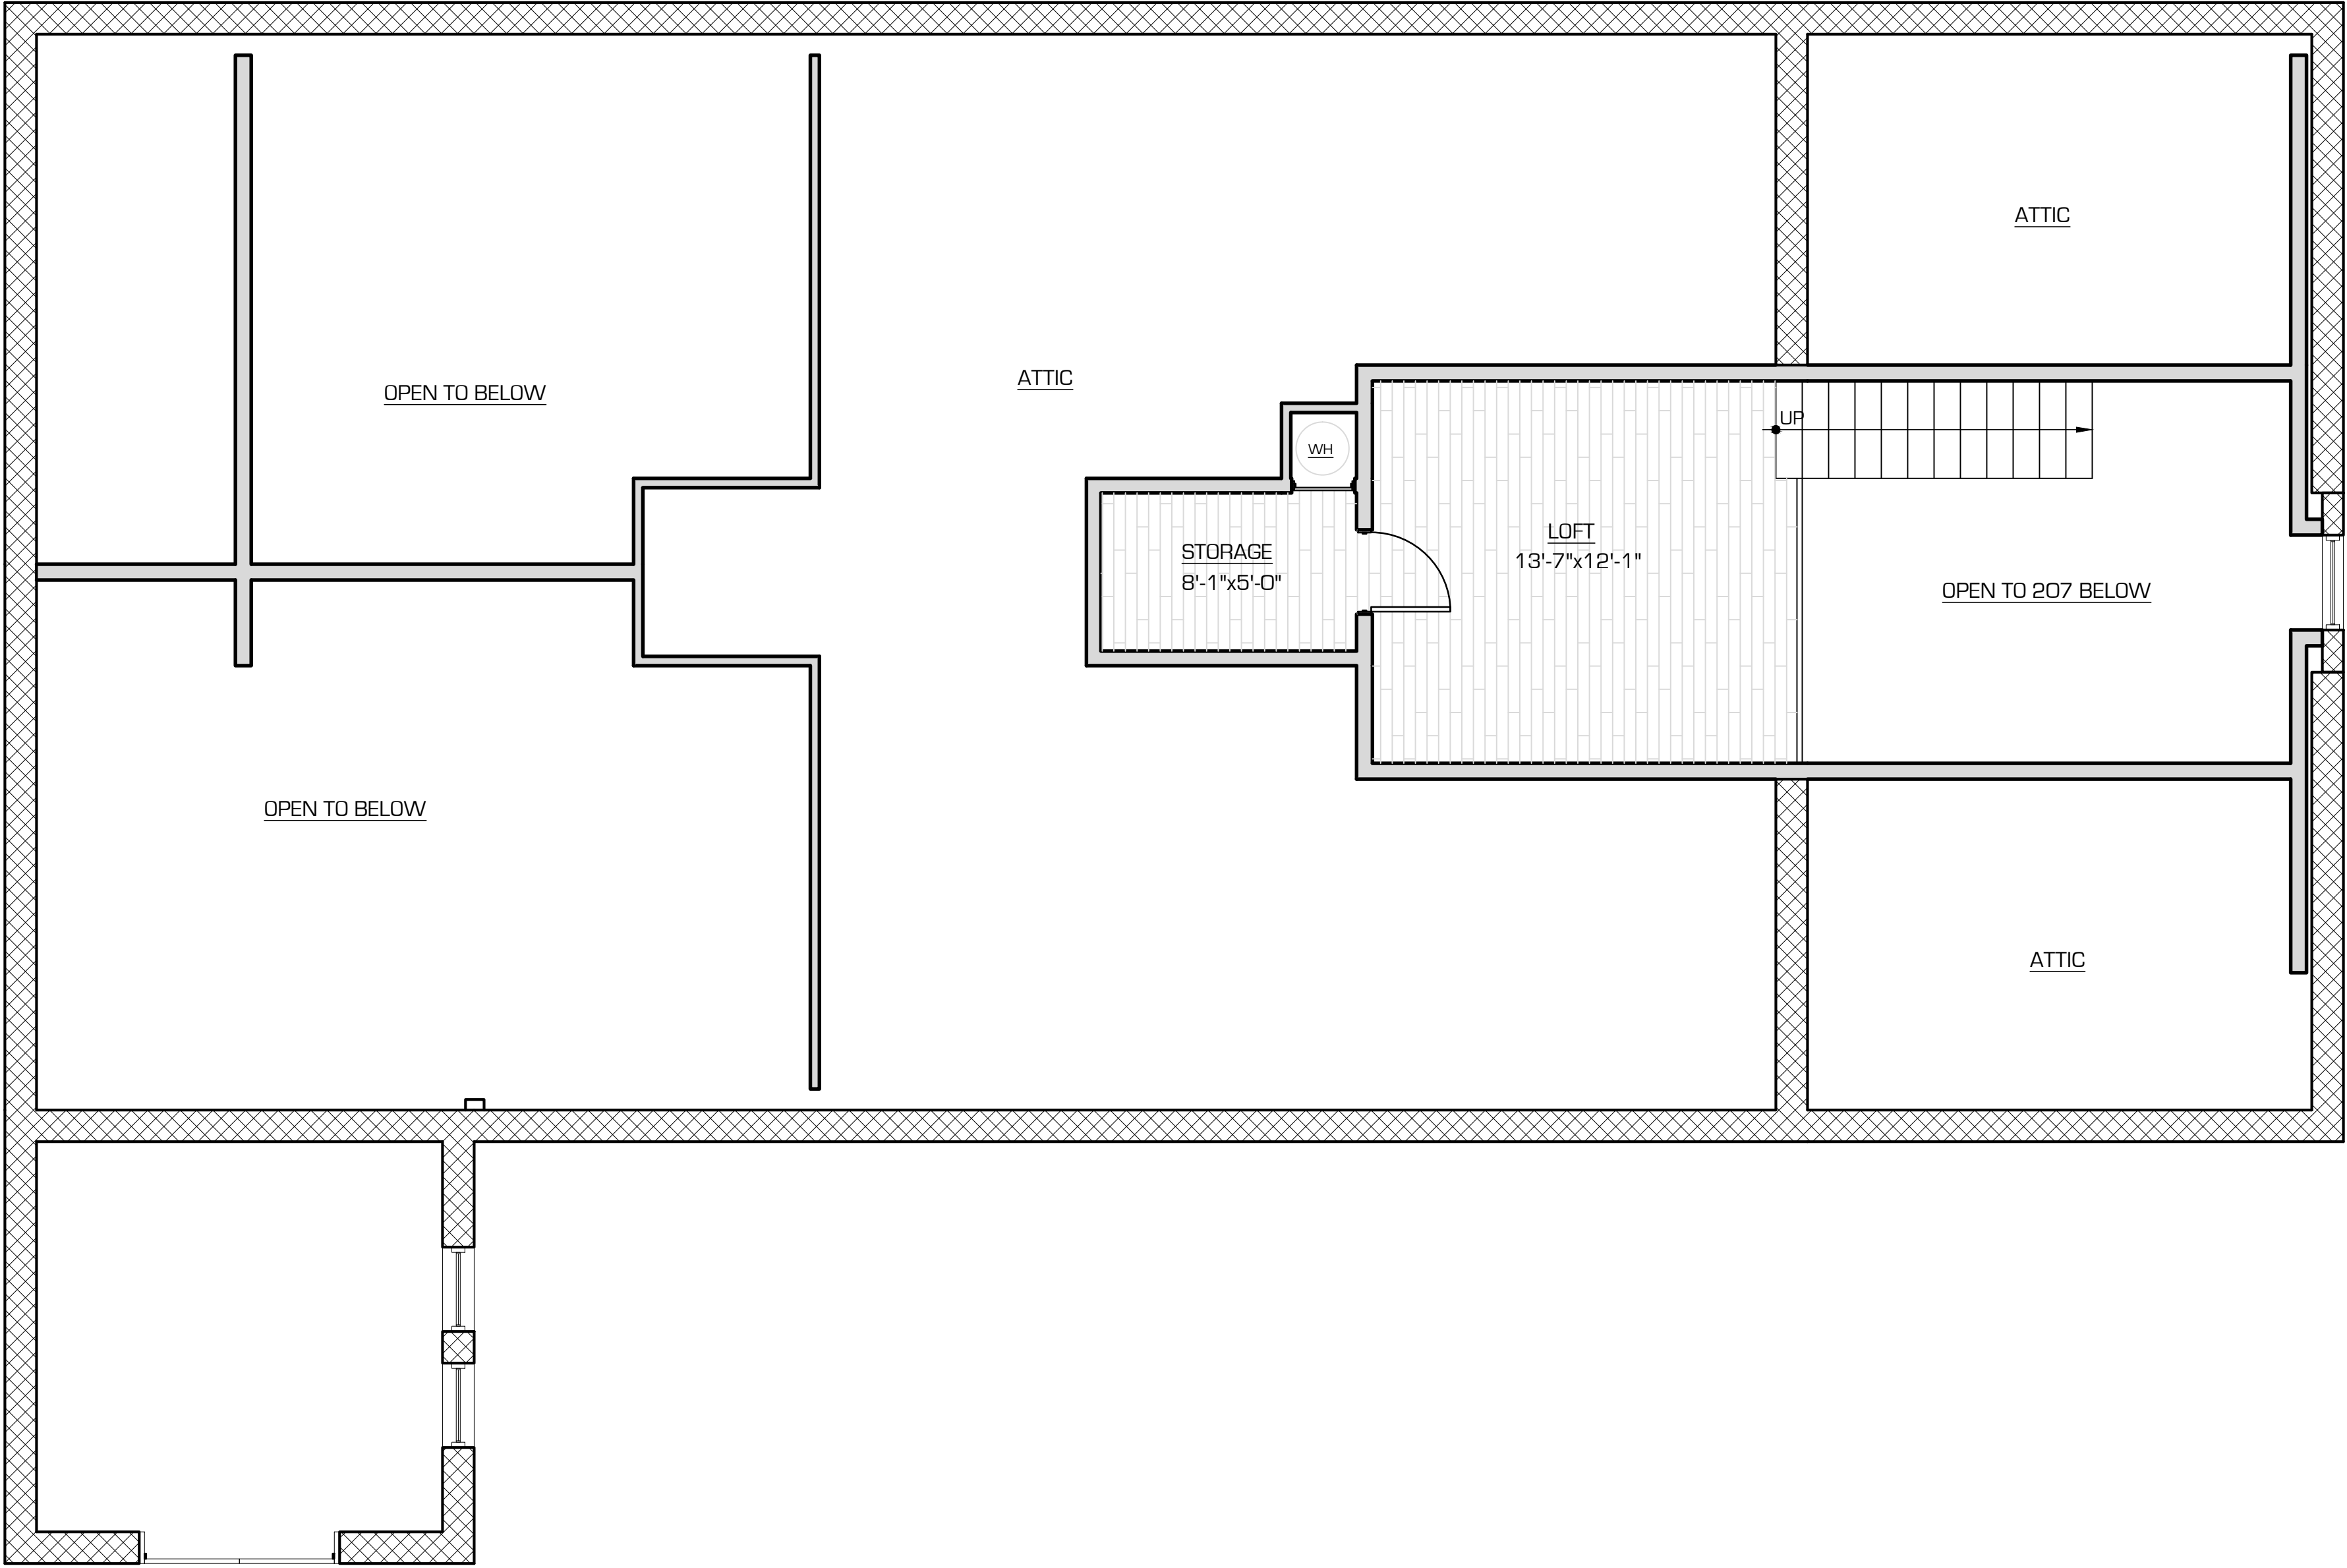 ATTIC
ATTIC
OPEN TO BELOW
UP
WH
LOFT
13'-7"x12'-1"
STORAGE
8'-1"x5'-0"
OPEN TO 207 BELOW
OPEN TO BELOW
ATTIC